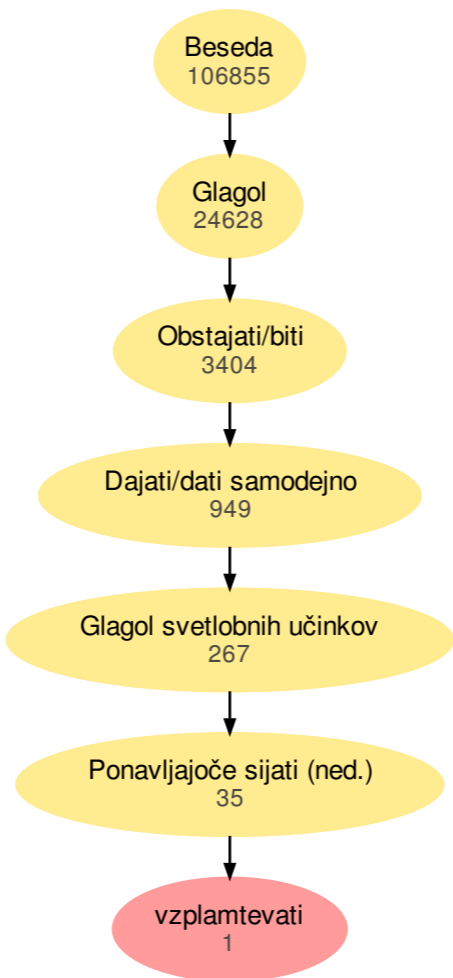 Beseda
106855
Glagol
24628
Obstajati/biti
3404
Dajati/dati samodejno
949
Glagol svetlobnih učinkov
267
Ponavljajoče sijati (ned.)
35
vzplamtevati
1